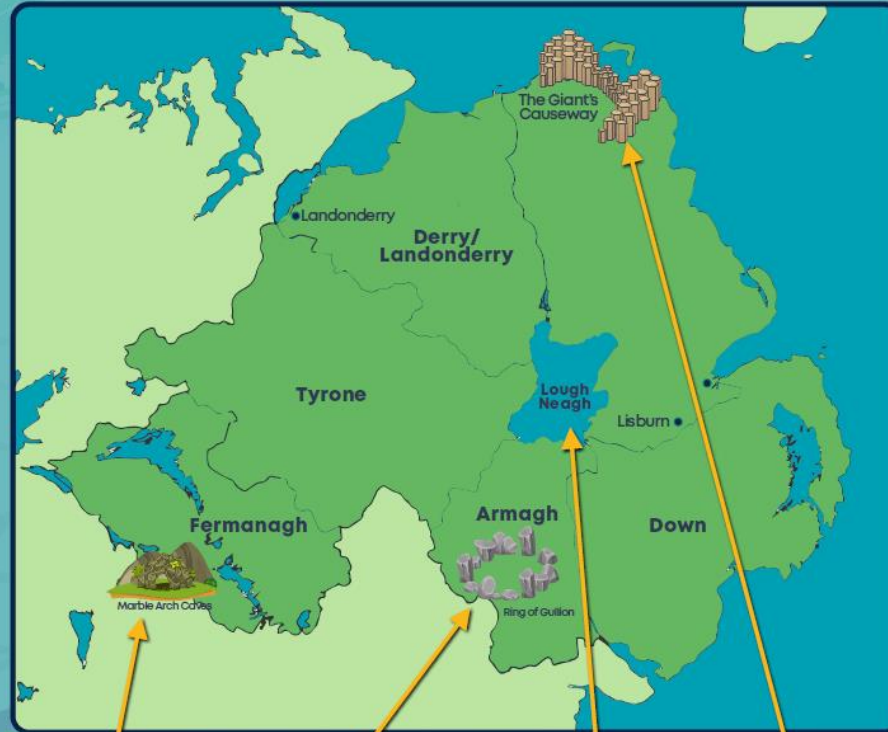 The Giant's
Causeway
Landonderry
Derry/
Landonderry
Tyrone
Lough
Neagh
Lisburn
Fermanagh
Armagh
Down
Marble Arch Caves
Ring of Gullion